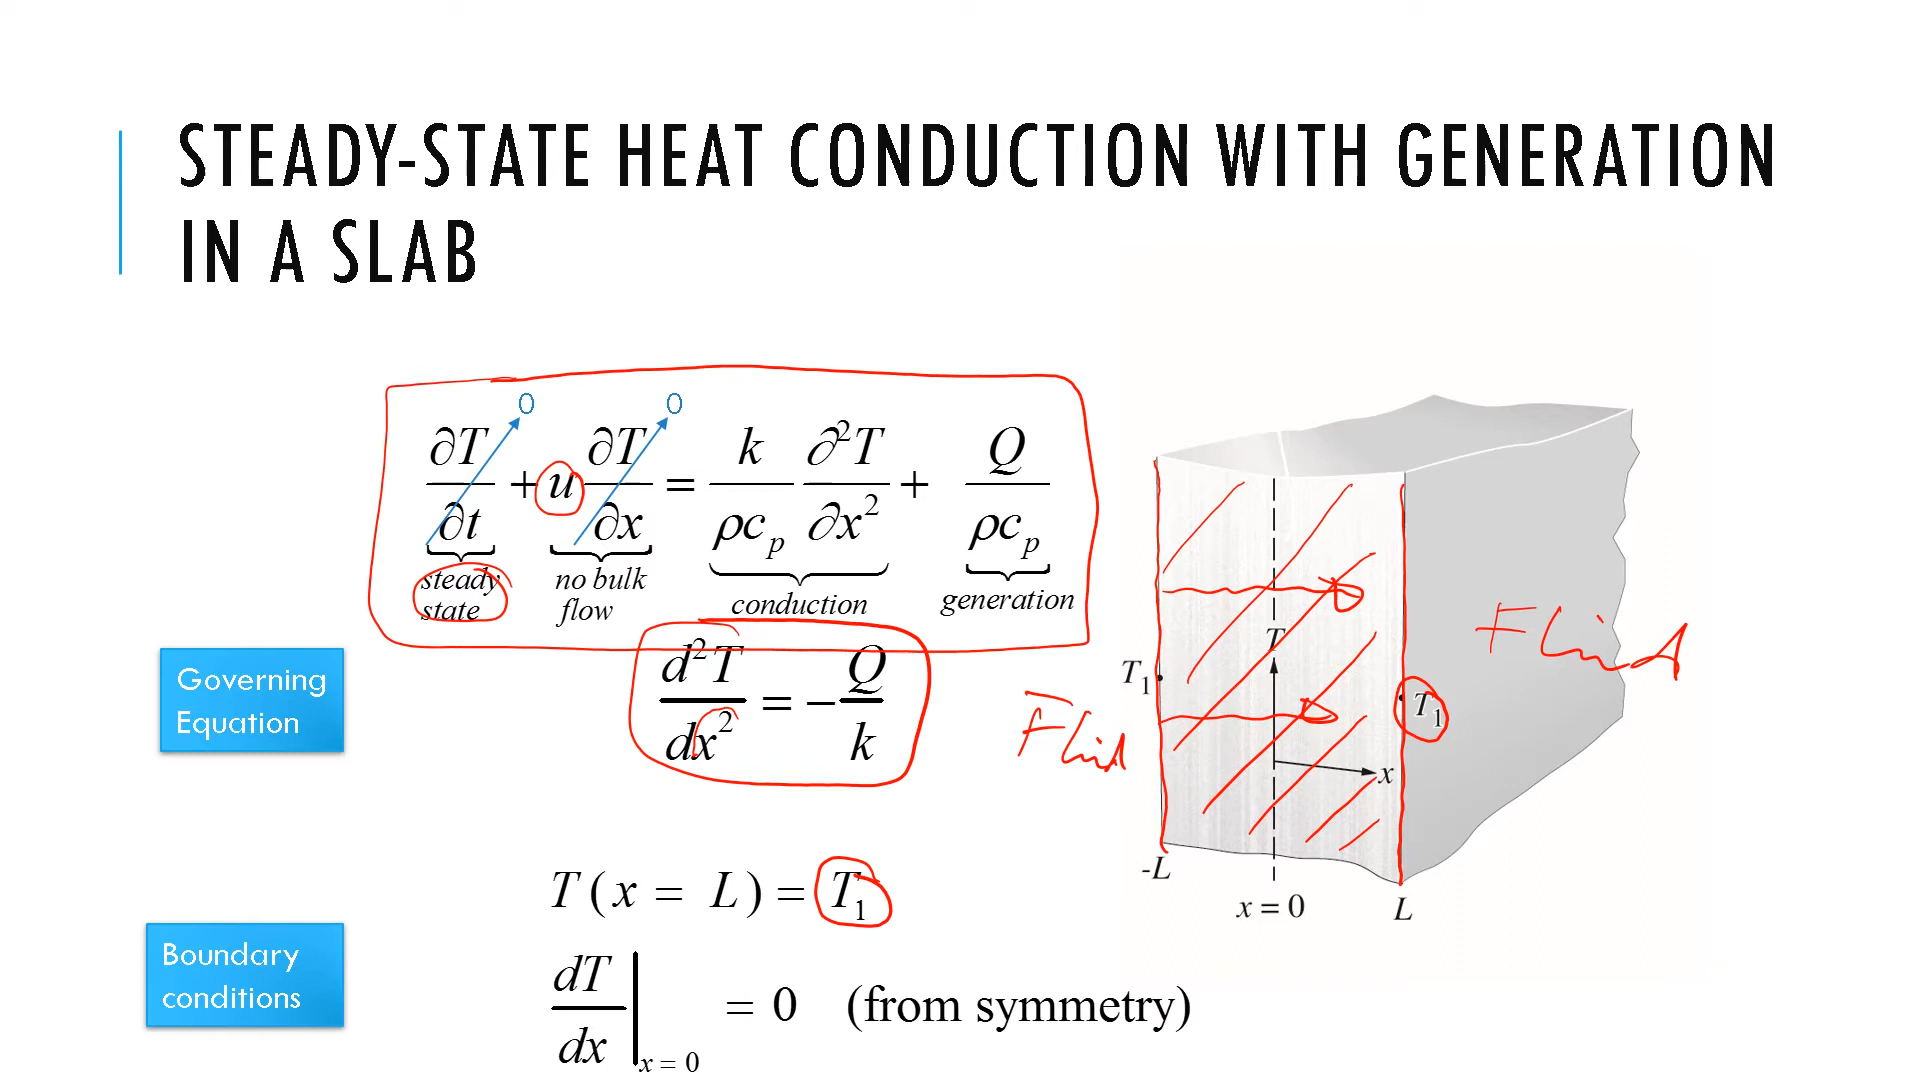 STEADY-STATE HEAT CONDUCTION WITH GENERATION
IN A SLAB
∂T/∂t + u ∂T/∂x = k/(ρc_p) ∂²T/∂x² + Q/(ρc_p)
0
0
steady
state
no bulk
flow
conduction
generation
Governing
Equation
d²T/dx² = −Q/k
Boundary
conditions
T(x = L) = T₁
dT/dx|ₓ₌₀ = 0 (from symmetry)
T
T₁
T₁
x
-L
x = 0
L
Fluid
Fluid